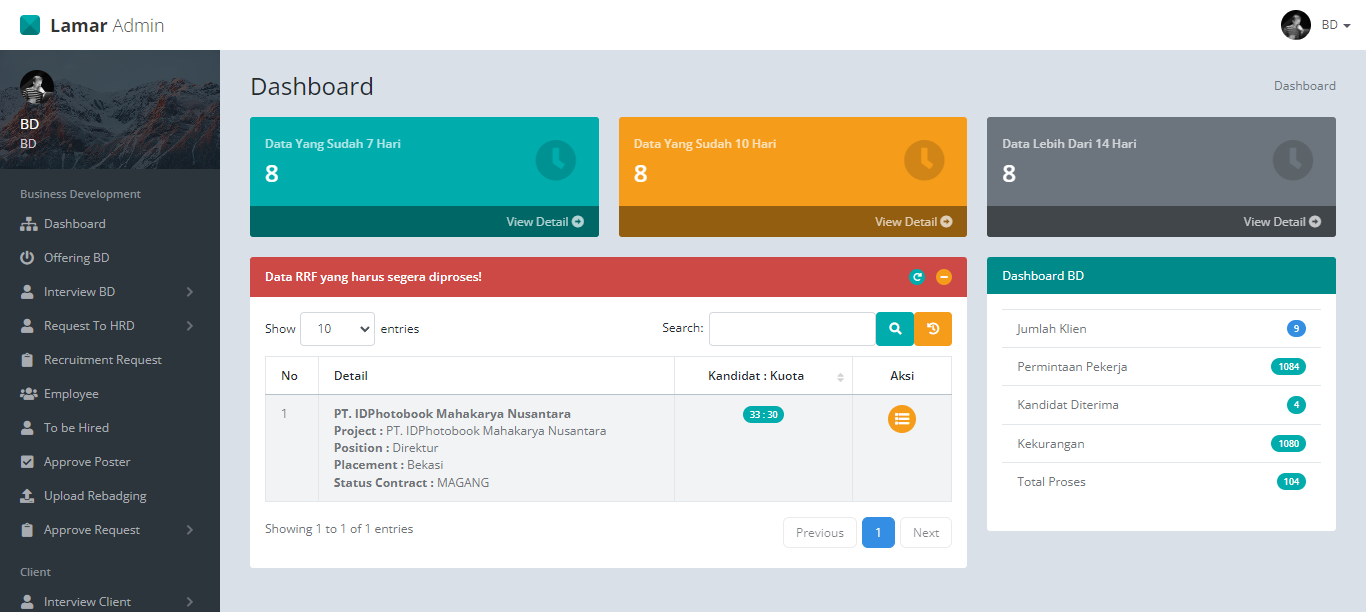 Lamar Admin
BD
BD
BD
Business Development
Dashboard
Offering BD
Interview BD
Request To HRD
Recruitment Request
Employee
To be Hired
Approve Poster
Upload Rebadging
Approve Request
Client
Interview Client
Dashboard
Dashboard
Data Yang Sudah 7 Hari
8
View Detail
Data Yang Sudah 10 Hari
8
View Detail
Data Lebih Dari 14 Hari
8
View Detail
Data RRF yang harus segera diproses!
Show 10 entries
Search:
No Detail Kandidat : Kuota Aksi
1 PT. IDPhotobook Mahakarya Nusantara 33 : 30
Project : PT. IDPhotobook Mahakarya Nusantara
Position : Direktur
Placement : Bekasi
Status Contract : MAGANG
Showing 1 to 1 of 1 entries
Previous 1 Next
Dashboard BD
Jumlah Klien 9
Permintaan Pekerja 1084
Kandidat Diterima 4
Kekurangan 1080
Total Proses 104